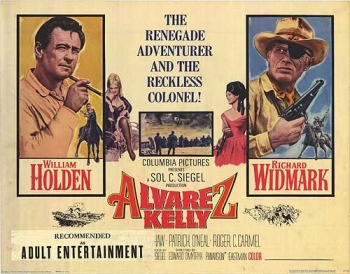 THE
RENEGADE
ADVENTURER
AND THE
RECKLESS
COLONEL!
WILLIAM
HOLDEN
RICHARD
WIDMARK
COLUMBIA PICTURES
PRESENTS
A SOL C. SIEGEL
PRODUCTION
ALVAREZ
KELLY
PATRICK O'NEAL ROGER C. CARMEL
EDWARD DMYTRYK PANAVISION EASTMAN COLOR
RECOMMENDED
AS
ADULT ENTERTAINMENT